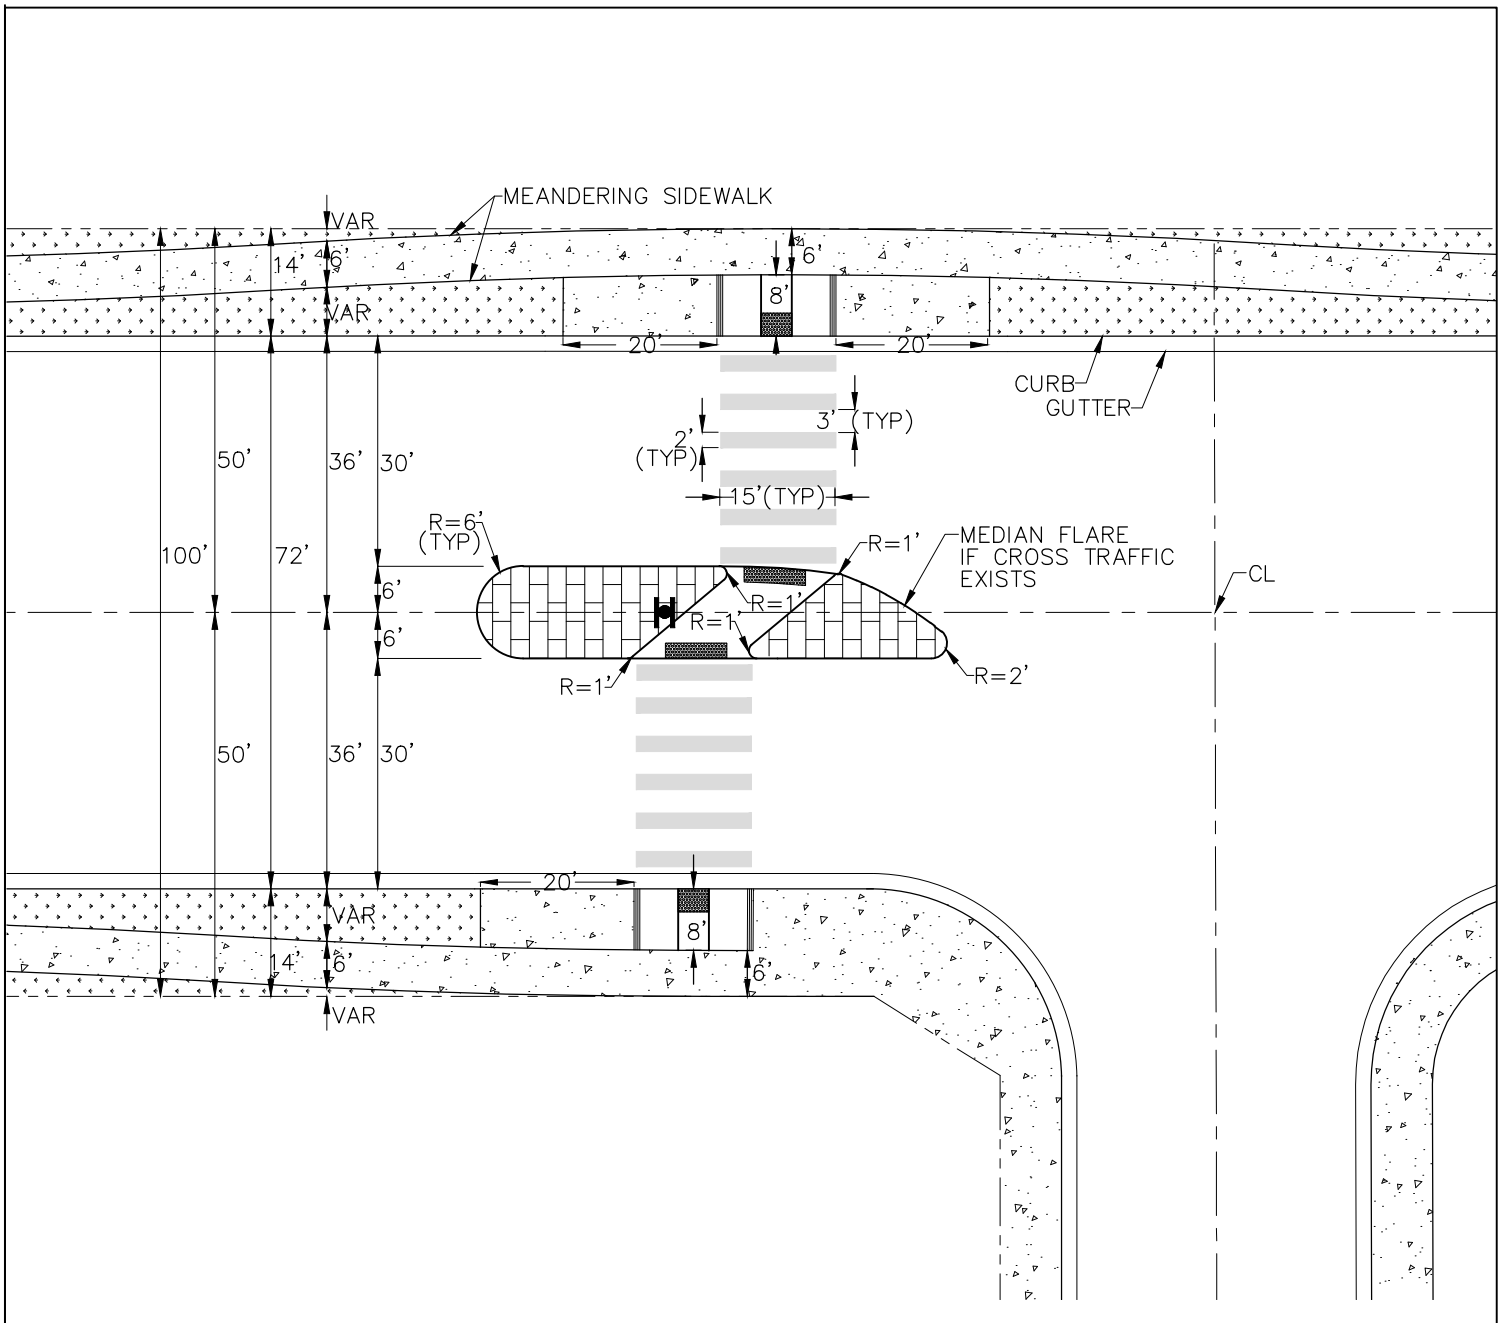 MEANDERING SIDEWALK
VAR
14'
6'
6'
8'
VAR
20'
20'
CURB
GUTTER
3' (TYP)
2'
(TYP)
50'
36'
30'
15'(TYP)
R=6'
(TYP)
R=1'
MEDIAN FLARE
IF CROSS TRAFFIC
EXISTS
100'
72'
CL
6'
R=1'
R=1'
6'
R=1'
R=2'
50'
36'
30'
20'
VAR
8'
14'
6'
6'
VAR